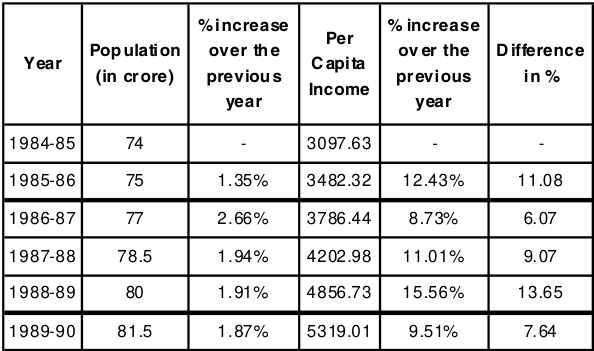 Year Population (in crore) % increase over the previous year Per Capita Income % increase over the previous year Difference in %
1984-85 74 - 3097.63 - -
1985-86 75 1.35% 3482.32 12.43% 11.08
1986-87 77 2.66% 3786.44 8.73% 6.07
1987-88 78.5 1.94% 4202.98 11.01% 9.07
1988-89 80 1.91% 4856.73 15.56% 13.65
1989-90 81.5 1.87% 5319.01 9.51% 7.64